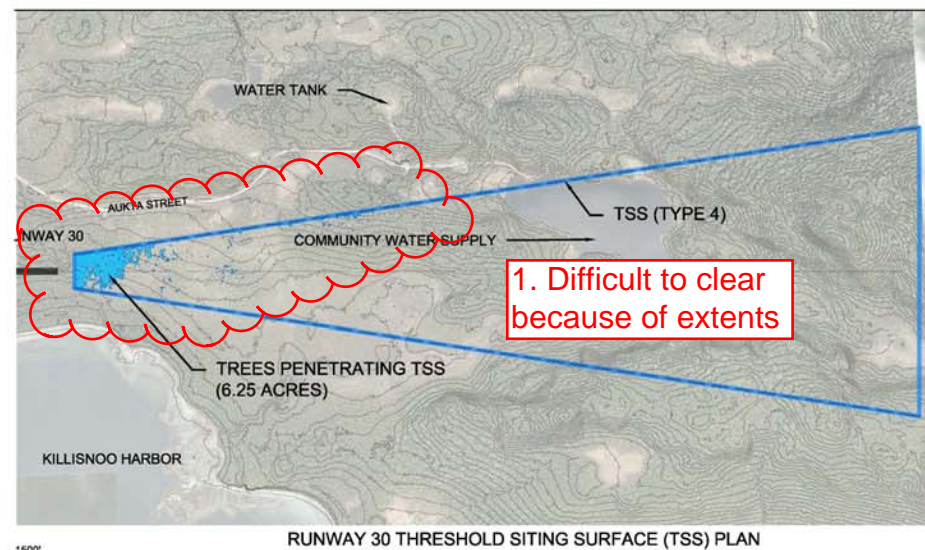 WATER TANK
AUKTA STREET
NWAY 30
TSS (TYPE 4)
COMMUNITY WATER SUPPLY
1. Difficult to clear
because of extents
TREES PENETRATING TSS
(6.25 ACRES)
KILLISNOO HARBOR
RUNWAY 30 THRESHOLD SITING SURFACE (TSS) PLAN